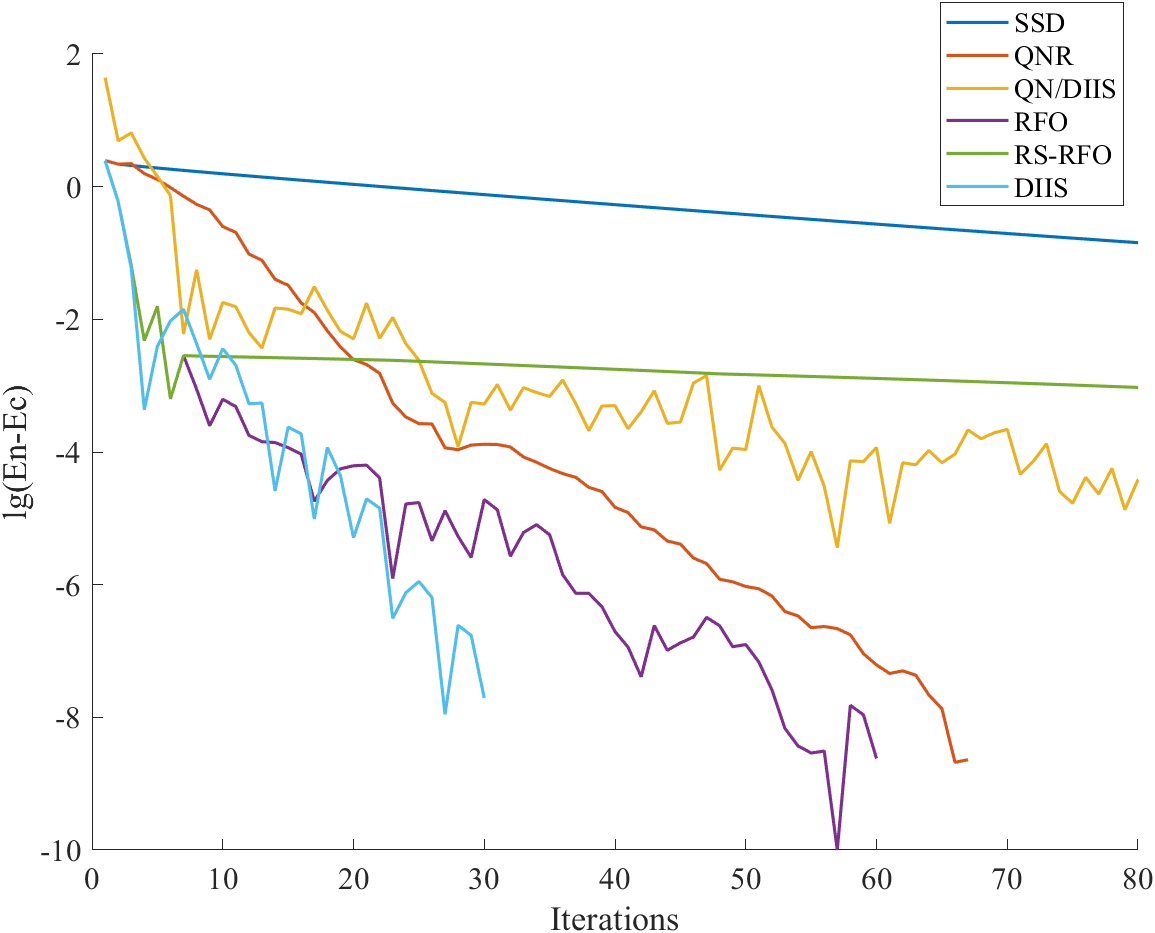 SSD
QNR
QN/DIIS
RFO
RS-RFO
DIIS
2
0
-2
-4
-6
-8
-10
lg(En-Ec)
0 10 20 30 40 50 60 70 80
Iterations